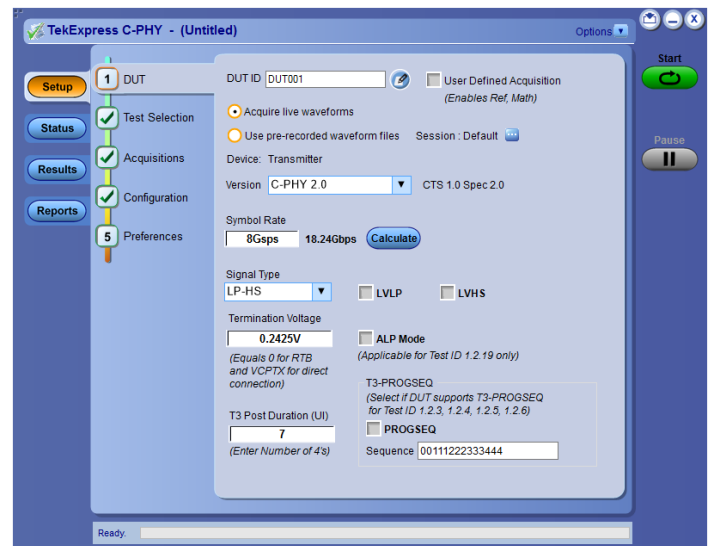 TekExpress C-PHY - (Untitled)
Options
Start
Pause
Setup
Status
Results
Reports
1 DUT
Test Selection
Acquisitions
Configuration
5 Preferences
DUT ID DUT001
User Defined Acquisition
(Enables Ref, Math)
Acquire live waveforms
Use pre-recorded waveform files Session : Default
Device: Transmitter
Version C-PHY 2.0 CTS 1.0 Spec 2.0
Symbol Rate
8Gsps 18.24Gbps Calculate
Signal Type
LP-HS LVLP LVHS
Termination Voltage
0.2425V
(Equals 0 for RTB
and VCPTX for direct
connection)
ALP Mode
(Applicable for Test ID 1.2.19 only)
T3 Post Duration (UI)
7
(Enter Number of 4's)
T3-PROGSEQ
(Select if DUT supports T3-PROGSEQ
for Test ID 1.2.3, 1.2.4, 1.2.5, 1.2.6)
PROGSEQ
Sequence 00111222333444
Ready.